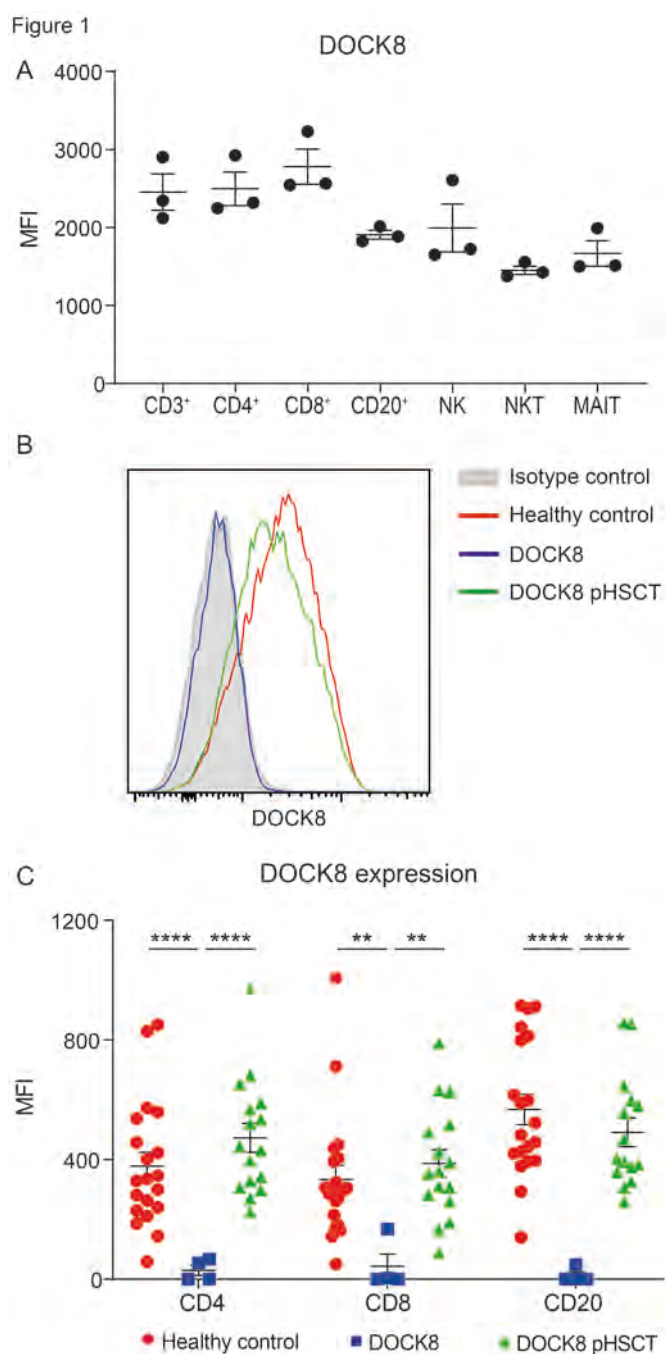 Figure 1
A
DOCK8
4000
3000
2000
1000
0
MFI
CD3⁺ CD4⁺ CD8⁺ CD20⁺ NK NKT MAIT
B
Isotype control
Healthy control
DOCK8
DOCK8 pHSCT
DOCK8
C
DOCK8 expression
1200
800
400
0
MFI
**** **** ** ** **** ****
CD4 CD8 CD20
Healthy control DOCK8 DOCK8 pHSCT